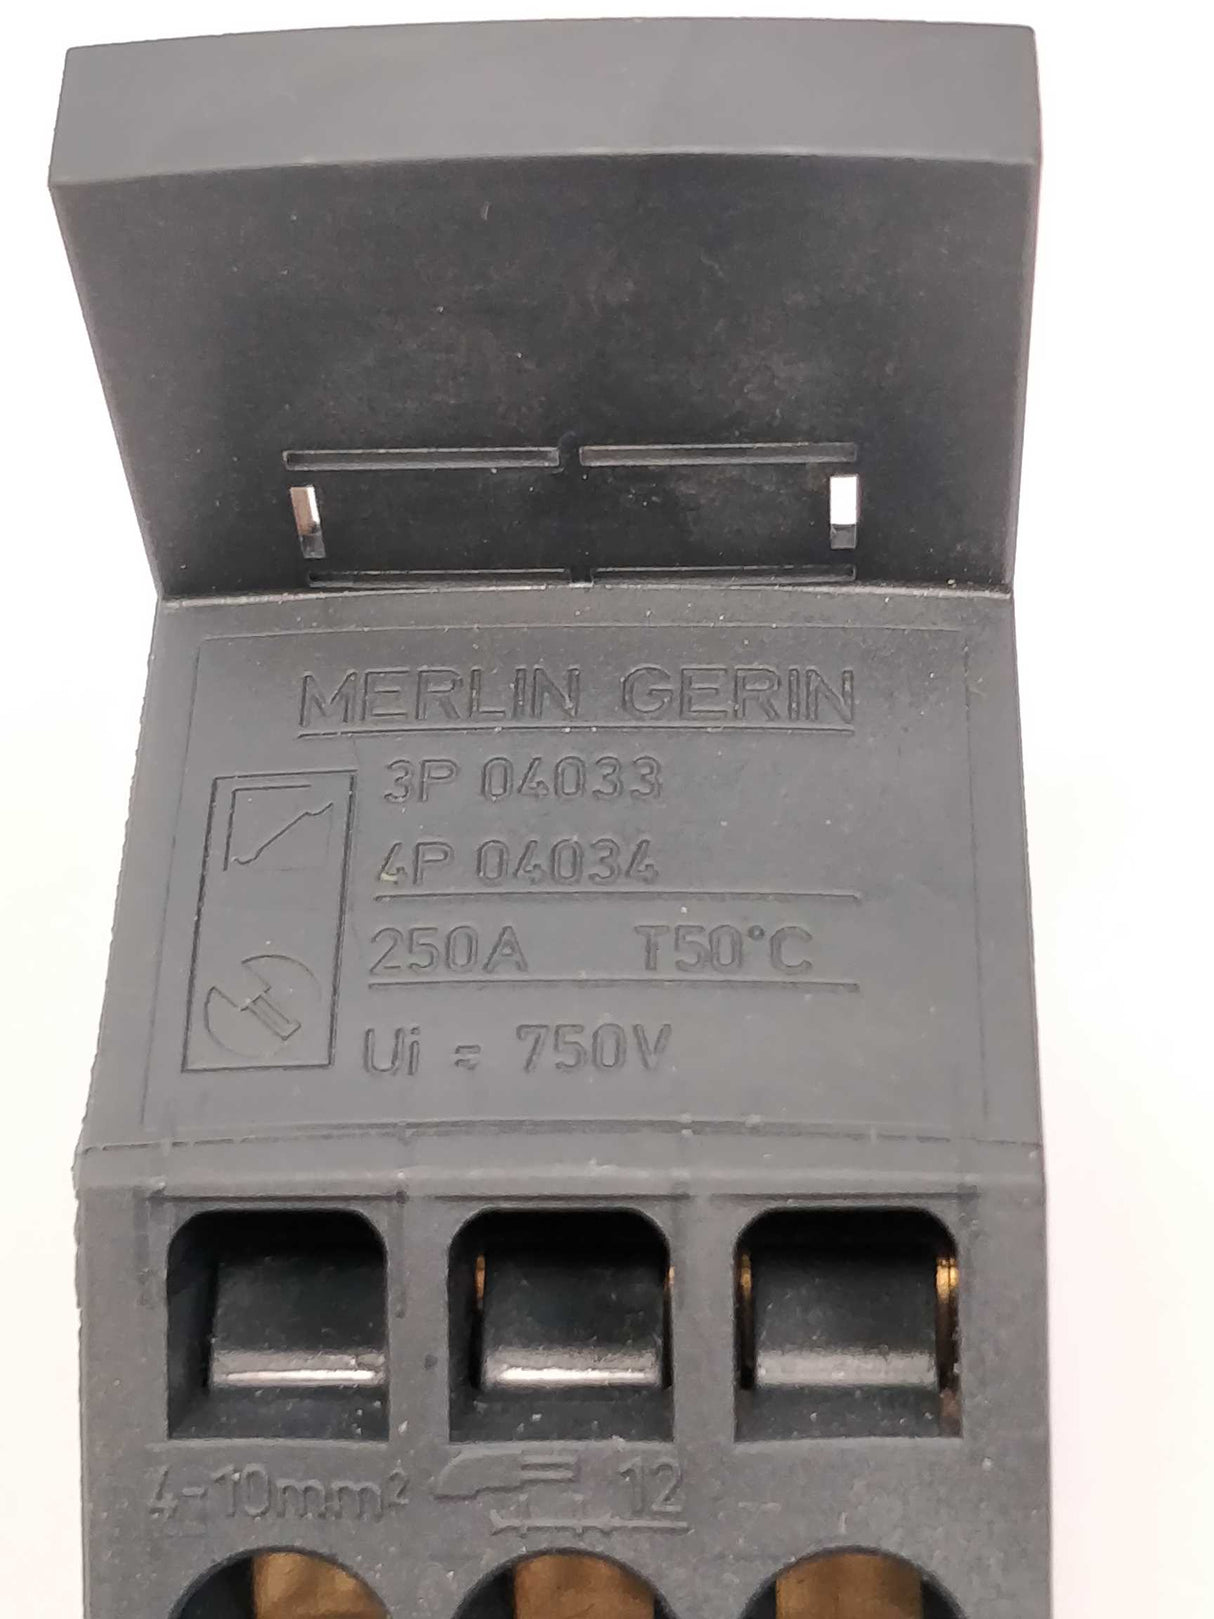 MERLIN GERIN
3P 04033
4P 04034
250A T50°C
Ui ≈ 750V
4-10mm² 12